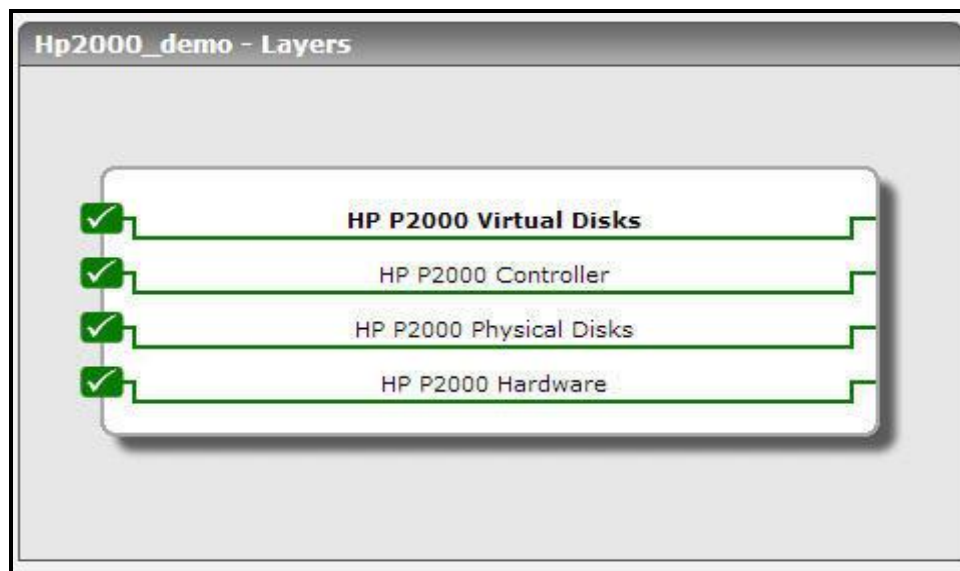 Hp2000_demo - Layers
HP P2000 Virtual Disks
HP P2000 Controller
HP P2000 Physical Disks
HP P2000 Hardware